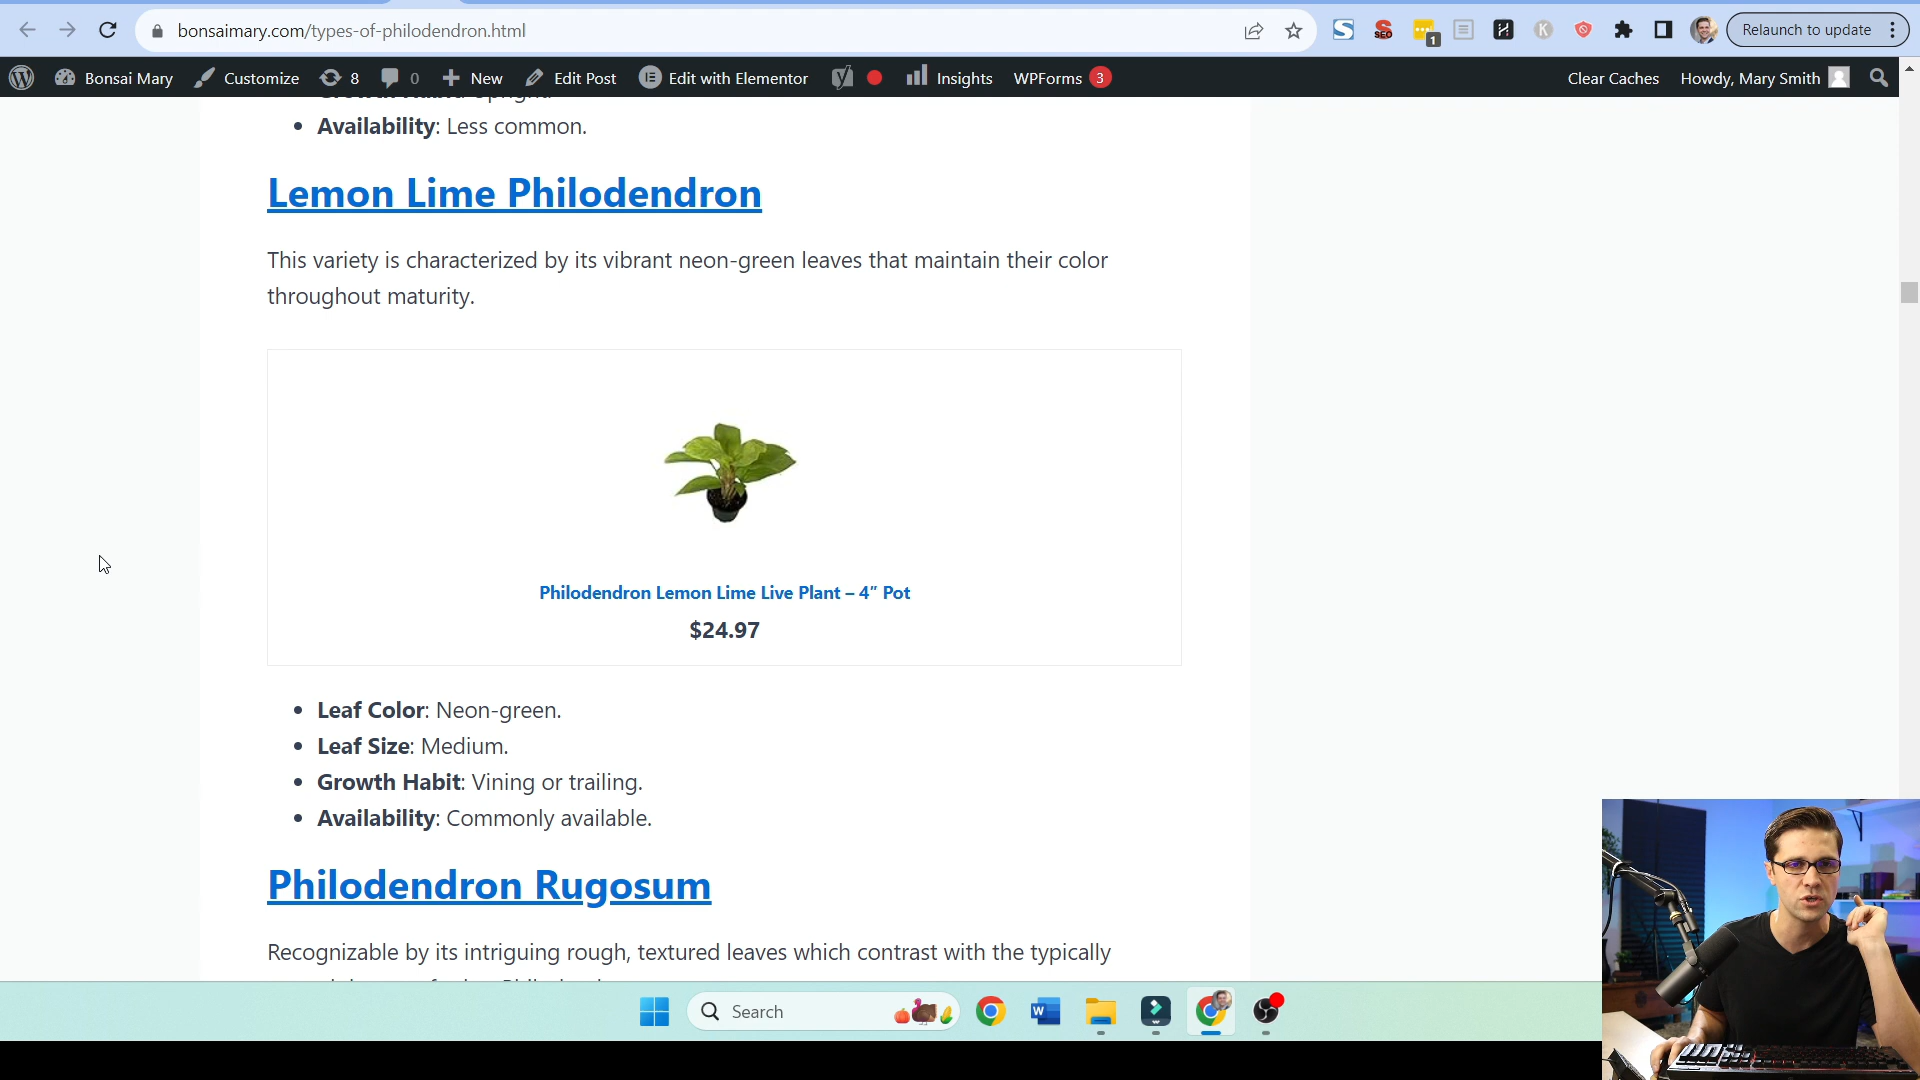 bonsaimary.com/types-of-philodendron.html
1
Relaunch to update
Bonsai Mary
Customize
8
0
New
Edit Post
Edit with Elementor
Insights
WPForms 3
Clear Caches
Howdy, Mary Smith
Availability: Less common.
Lemon Lime Philodendron
This variety is characterized by its vibrant neon-green leaves that maintain their color
throughout maturity.
Philodendron Lemon Lime Live Plant – 4″ Pot
$24.97
Leaf Color: Neon-green.
Leaf Size: Medium.
Growth Habit: Vining or trailing.
Availability: Commonly available.
Philodendron Rugosum
Recognizable by its intriguing rough, textured leaves which contrast with the typically
Search